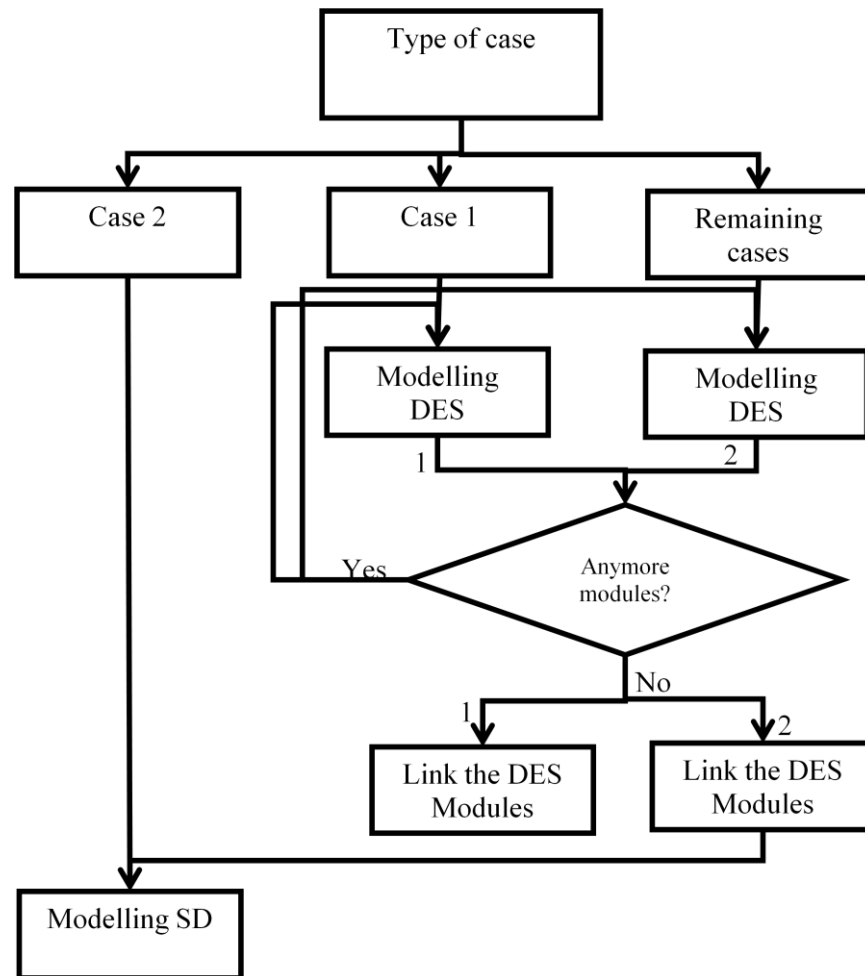 Type of case
Case 2
Case 1
Remaining
cases
Modelling
DES
Modelling
DES
1
2
Anymore
modules?
Yes
No
1
2
Link the DES
Modules
Link the DES
Modules
Modelling SD